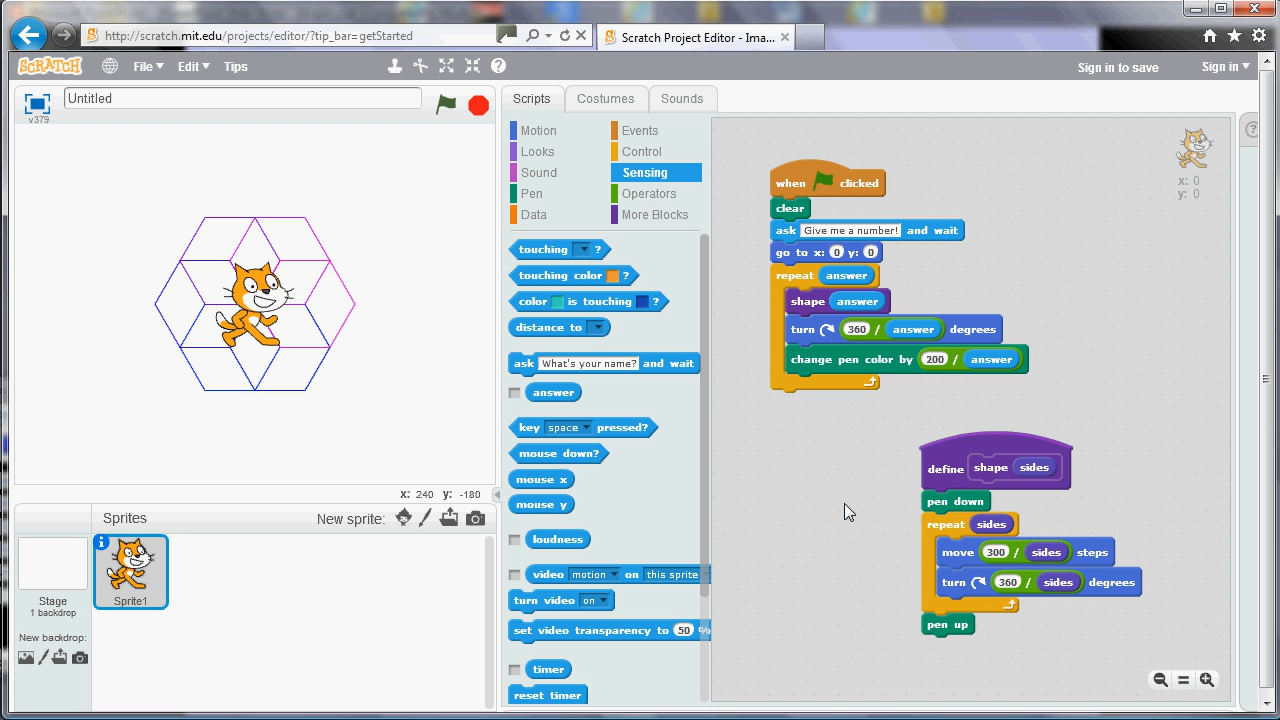 http://scratch.mit.edu/projects/editor/?tip_bar=getStarted
Scratch Project Editor - Ima...
SCRATCH
File
Edit
Tips
Sign in to save
Sign in
Untitled
v379
Scripts
Costumes
Sounds
Motion
Events
Looks
Control
Sound
Sensing
Pen
Operators
Data
More Blocks
touching ?
touching color ?
color is touching ?
distance to
ask What's your name? and wait
answer
key space pressed?
mouse down?
mouse x
mouse y
loudness
video motion on this sprite
turn video on
set video transparency to 50 %
timer
reset timer
when clicked
clear
ask Give me a number! and wait
go to x: 0 y: 0
repeat answer
shape answer
turn 360 / answer degrees
change pen color by 200 / answer
define shape sides
pen down
repeat sides
move 300 / sides steps
turn 360 / sides degrees
pen up
x: 0
y: 0
x: 240 y: -180
Sprites
New sprite:
Sprite1
Stage
1 backdrop
New backdrop: